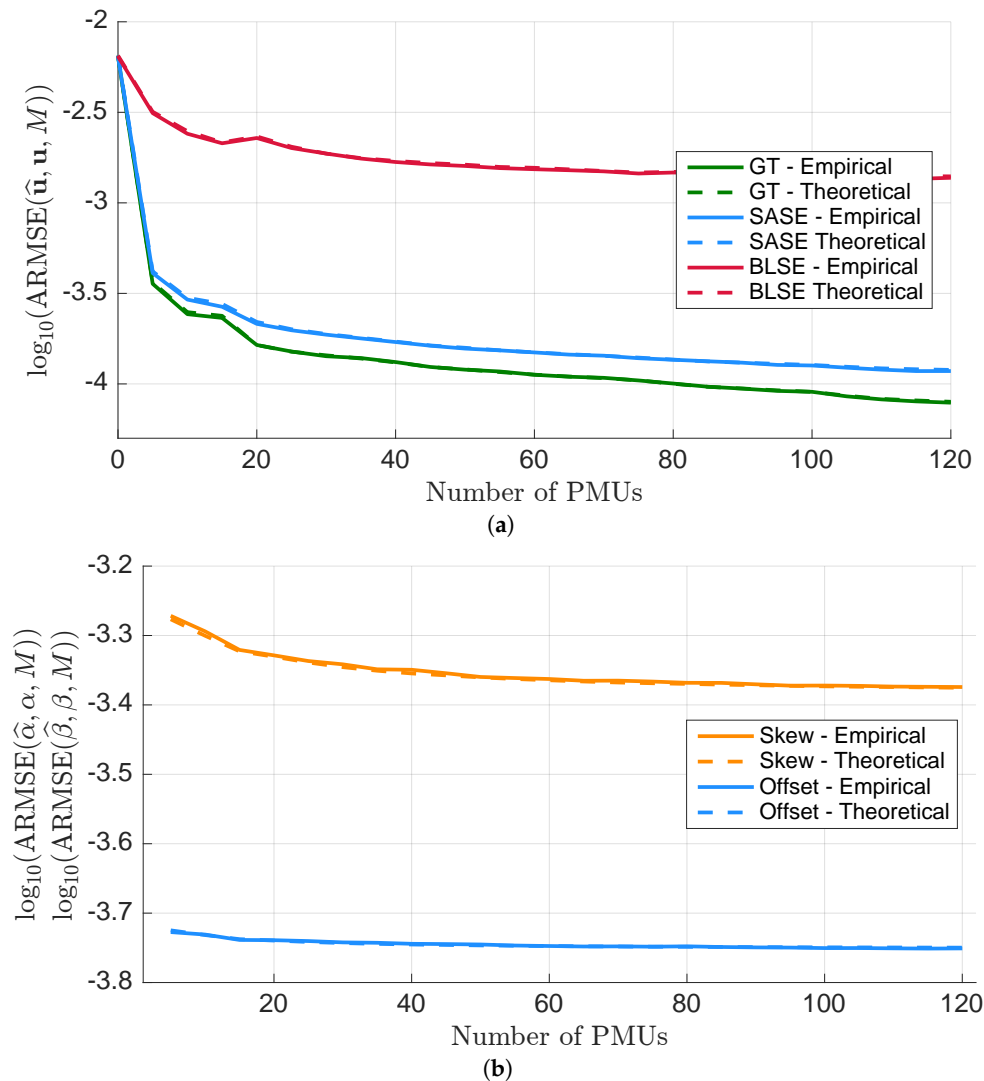 -2
-2.5
-3
-3.5
-4
log10(ARMSE(û, u, M))
GT - Empirical
GT - Theoretical
SASE - Empirical
SASE Theoretical
BLSE - Empirical
BLSE Theoretical
0 20 40 60 80 100 120
Number of PMUs
(a)
-3.2
-3.3
-3.4
-3.5
-3.6
-3.7
-3.8
log10(ARMSE(α̂, α, M))
log10(ARMSE(β̂, β, M))
Skew - Empirical
Skew - Theoretical
Offset - Empirical
Offset - Theoretical
20 40 60 80 100 120
Number of PMUs
(b)